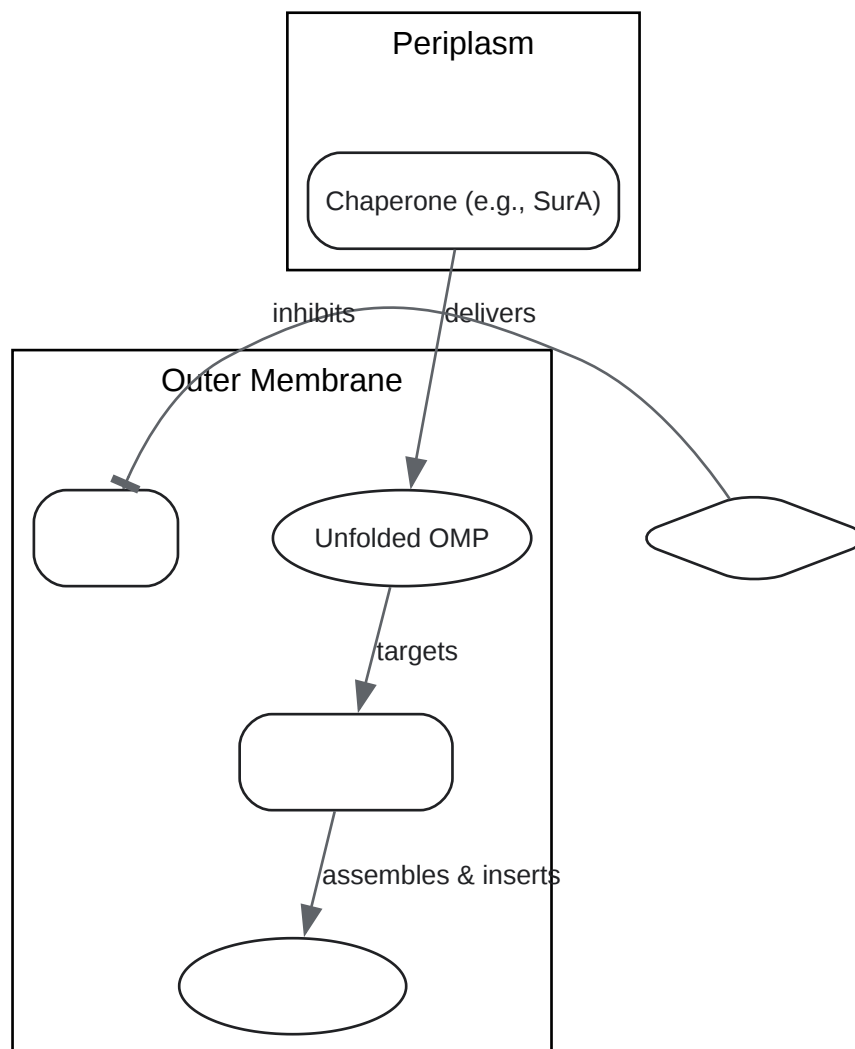 Periplasm
Chaperone (e.g., SurA)
inhibits
delivers
Outer Membrane
Unfolded OMP
targets
assembles & inserts